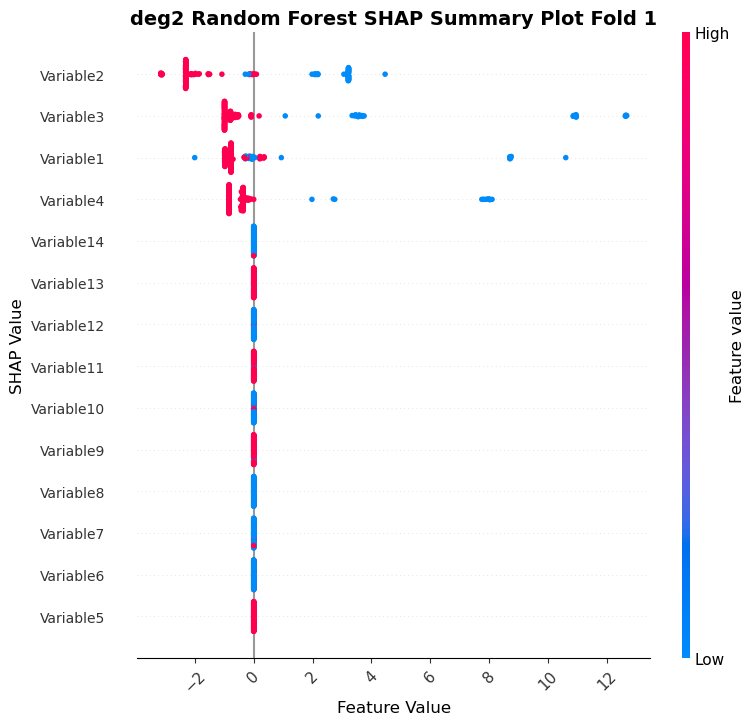 deg2 Random Forest SHAP Summary Plot Fold 1
High
Variable2
Variable3
Variable1
Variable4
Variable14
Variable13
Variable12
Variable11
Variable10
Variable9
Variable8
Variable7
Variable6
Variable5
SHAP Value
Feature value
Low
−2 0 2 4 6 8 10 12
Feature Value